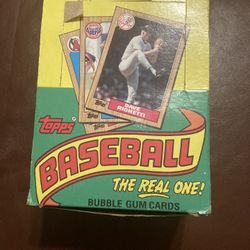 DAVE RIGHETTI
Topps
BASEBALL
THE REAL ONE!
BUBBLE GUM CARDS